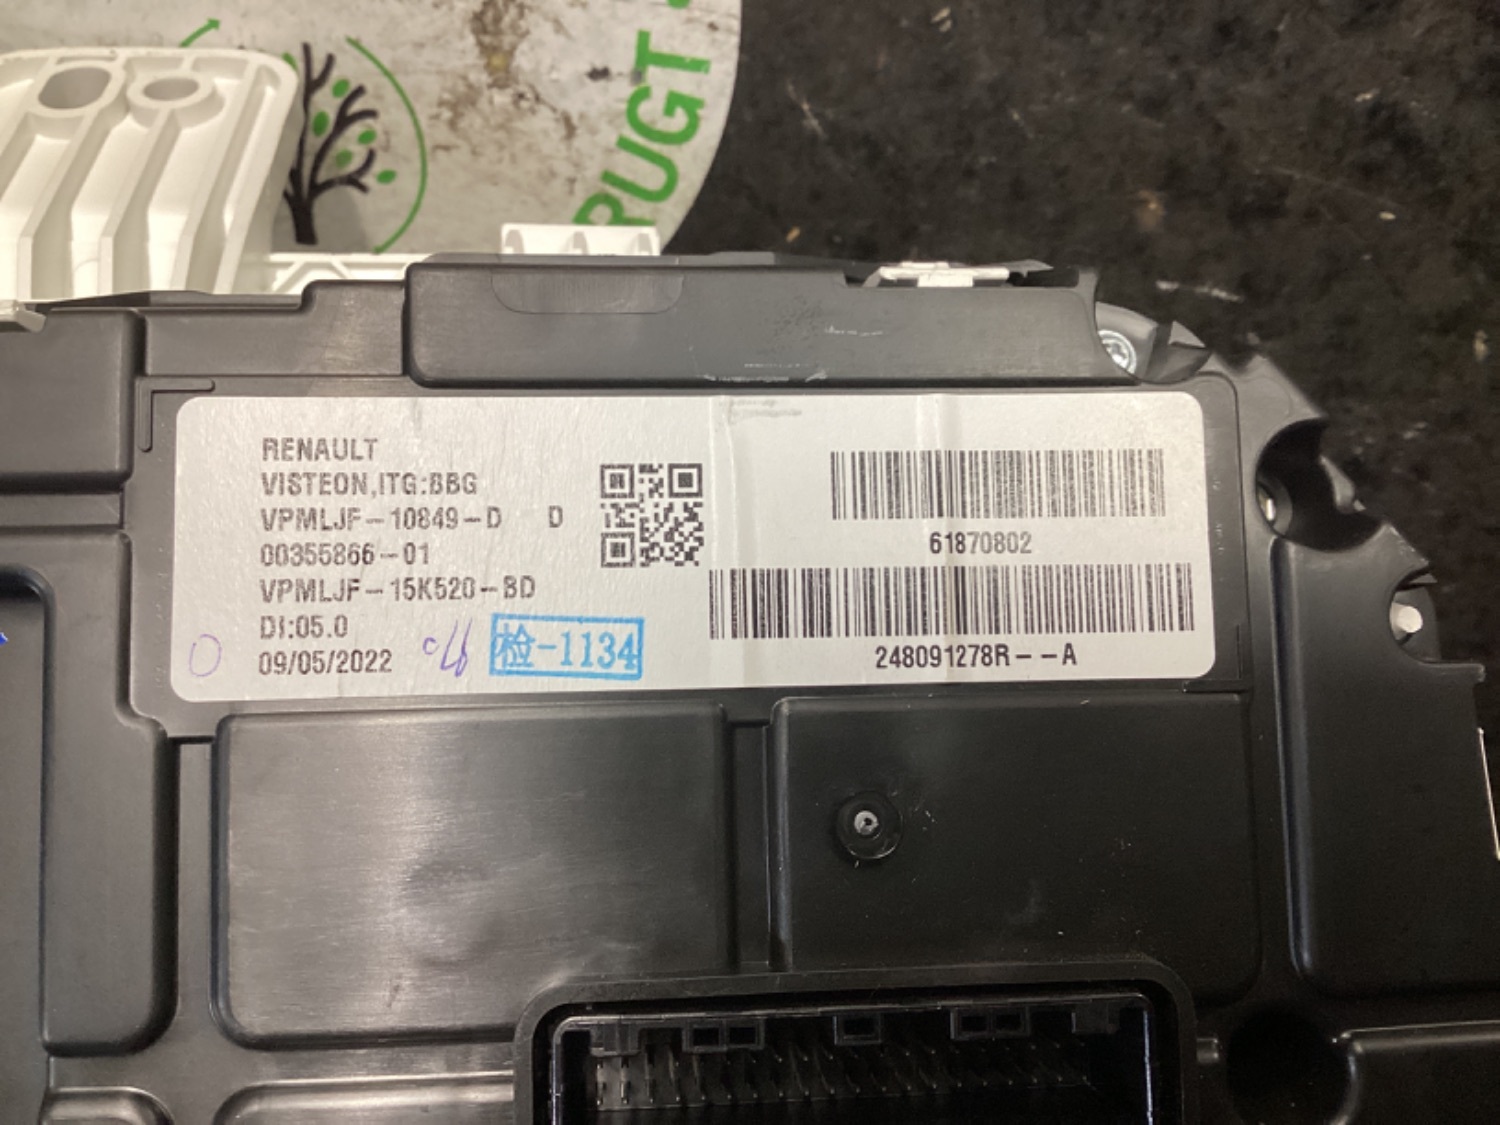 PUGT
RENAULT
VISTEON,ITG:BBG
VPMLJF-10849-D D
00355866-01
VPMLJF-15K520-BD
DI:05.0
09/05/2022
检-1134
61870802
248091278R--A